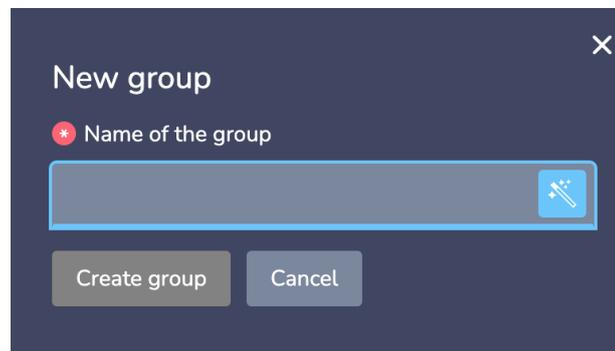 New group
* Name of the group
Create group
Cancel